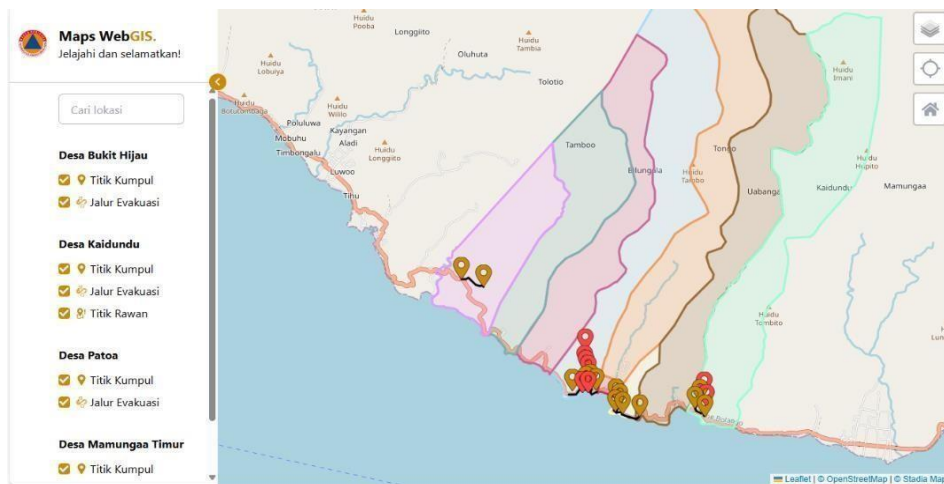 Maps WebGIS.
Jelajahi dan selamatkan!
Cari lokasi
Desa Bukit Hijau
Titik Kumpul
Jalur Evakuasi
Desa Kaidundu
Titik Kumpul
Jalur Evakuasi
Titik Rawan
Desa Patoa
Titik Kumpul
Jalur Evakuasi
Desa Mamungaa Timur
Titik Kumpul
Huidu
Pooba
Longgiito
Huidu
Tambia
Oluhuta
Huidu
Lobuiya
Tolotio
Huidu
Imani
Huidu
Botutombaga
Huidu
Wililo
Poluluwa
Mobuhu
Timbongalu
Kayangan
Aladi
Huidu
Longgiito
Luwoo
Tihu
Tamboo
Tongo
Bilungala
Huidu
Tambo
Uabanga
Kaidundu
Mamungaa
Huidu
Tombito
Leaflet | © OpenStreetMap | © Stadia Map